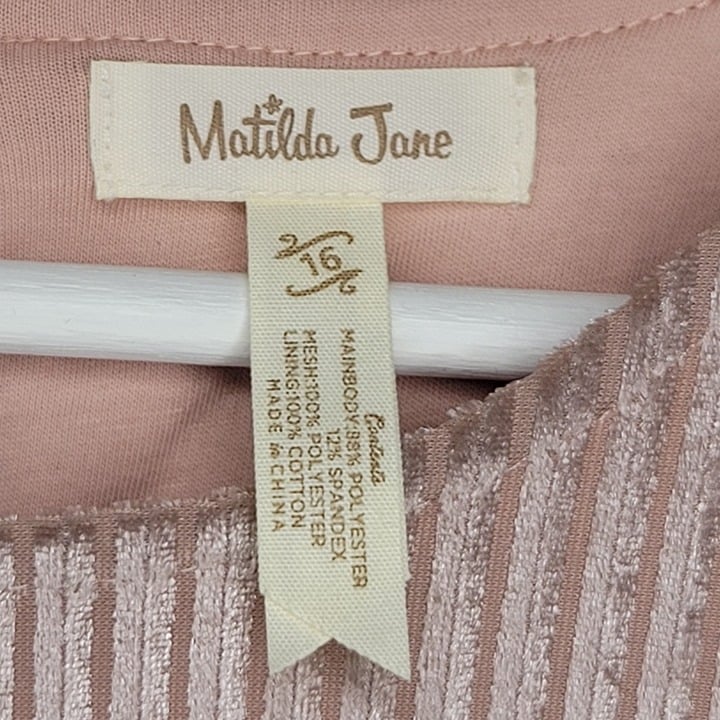 Matilda Jane
16
Contents
MAINBODY:88% POLYESTER
12% SPANDEX
MESH:100% POLYESTER
LINING:100% COTTON
MADE in CHINA